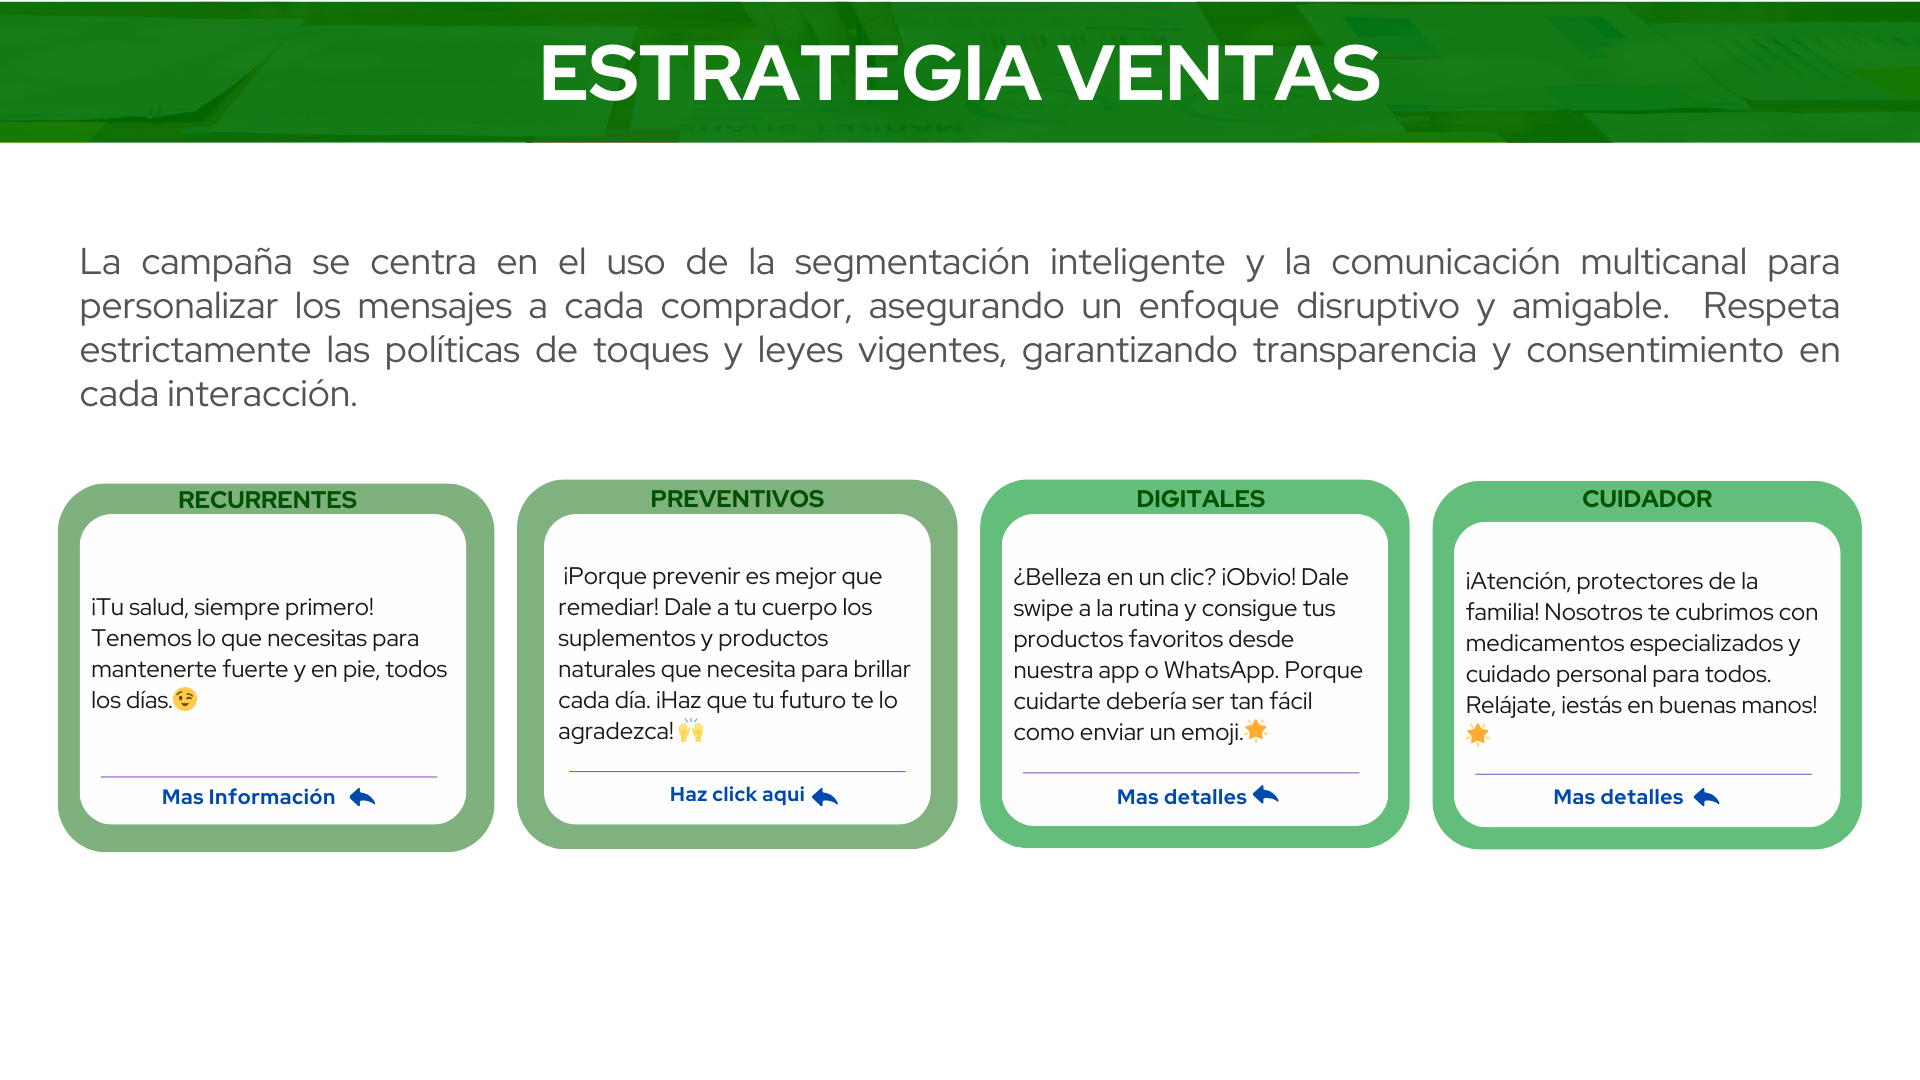 ESTRATEGIA VENTAS
La campaña se centra en el uso de la segmentación inteligente y la comunicación multicanal para
personalizar los mensajes a cada comprador, asegurando un enfoque disruptivo y amigable. Respeta
estrictamente las políticas de toques y leyes vigentes, garantizando transparencia y consentimiento en
cada interacción.
RECURRENTES
¡Tu salud, siempre primero!
Tenemos lo que necesitas para
mantenerte fuerte y en pie, todos
los días.😉
Mas Información
PREVENTIVOS
¡Porque prevenir es mejor que
remediar! Dale a tu cuerpo los
suplementos y productos
naturales que necesita para brillar
cada día. ¡Haz que tu futuro te lo
agradezca! 🙌
Haz click aqui
DIGITALES
¿Belleza en un clic? ¡Obvio! Dale
swipe a la rutina y consigue tus
productos favoritos desde
nuestra app o WhatsApp. Porque
cuidarte debería ser tan fácil
como enviar un emoji.🌟
Mas detalles
CUIDADOR
¡Atención, protectores de la
familia! Nosotros te cubrimos con
medicamentos especializados y
cuidado personal para todos.
Relájate, ¡estás en buenas manos!
🌟
Mas detalles